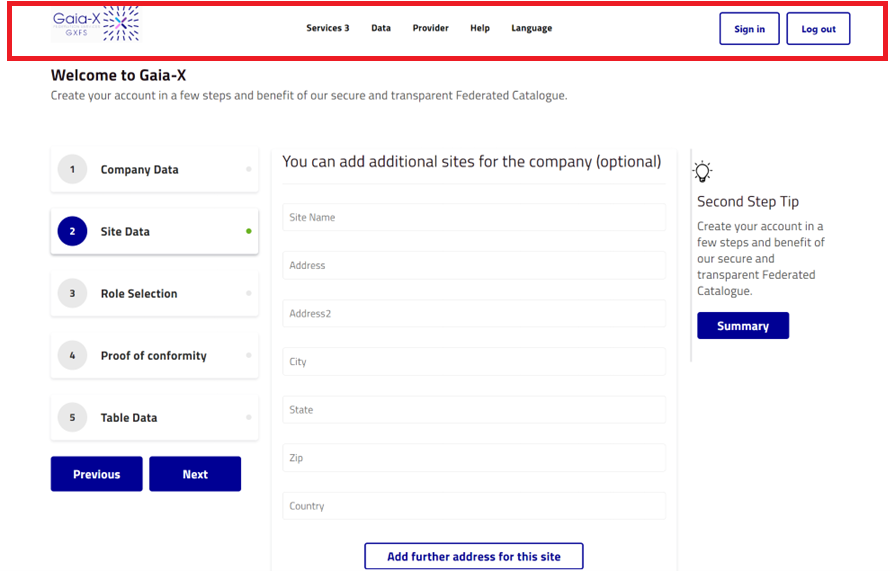 Gaia-X
GXFS
Services 3 Data Provider Help Language Sign in Log out
Welcome to Gaia-X
Create your account in a few steps and benefit of our secure and transparent Federated Catalogue.
1 Company Data
2 Site Data
3 Role Selection
4 Proof of conformity
5 Table Data
Previous Next
You can add additional sites for the company (optional)
Site Name
Address
Address2
City
State
Zip
Country
Add further address for this site
Second Step Tip
Create your account in a
few steps and benefit of
our secure and
transparent Federated
Catalogue.
Summary